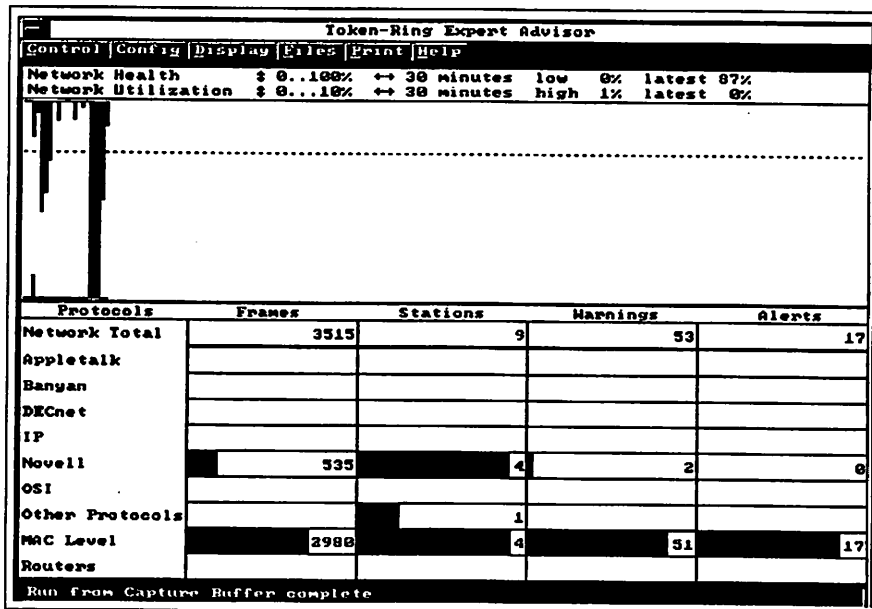 Token-Ring Expert Advisor
Control Config Display Files Print Help
Network Health ↕ 0..100% ↔ 30 minutes low 0% latest 87%
Network Utilization ↕ 0...10% ↔ 30 minutes high 1% latest 0%
Protocols Frames Stations Warnings Alerts
Network Total 3515 9 53 17
Appletalk
Banyan
DECnet
IP
Novell 535 4 2 0
OSI
Other Protocols 1
MAC Level 2980 4 51 17
Routers
Run from Capture Buffer complete